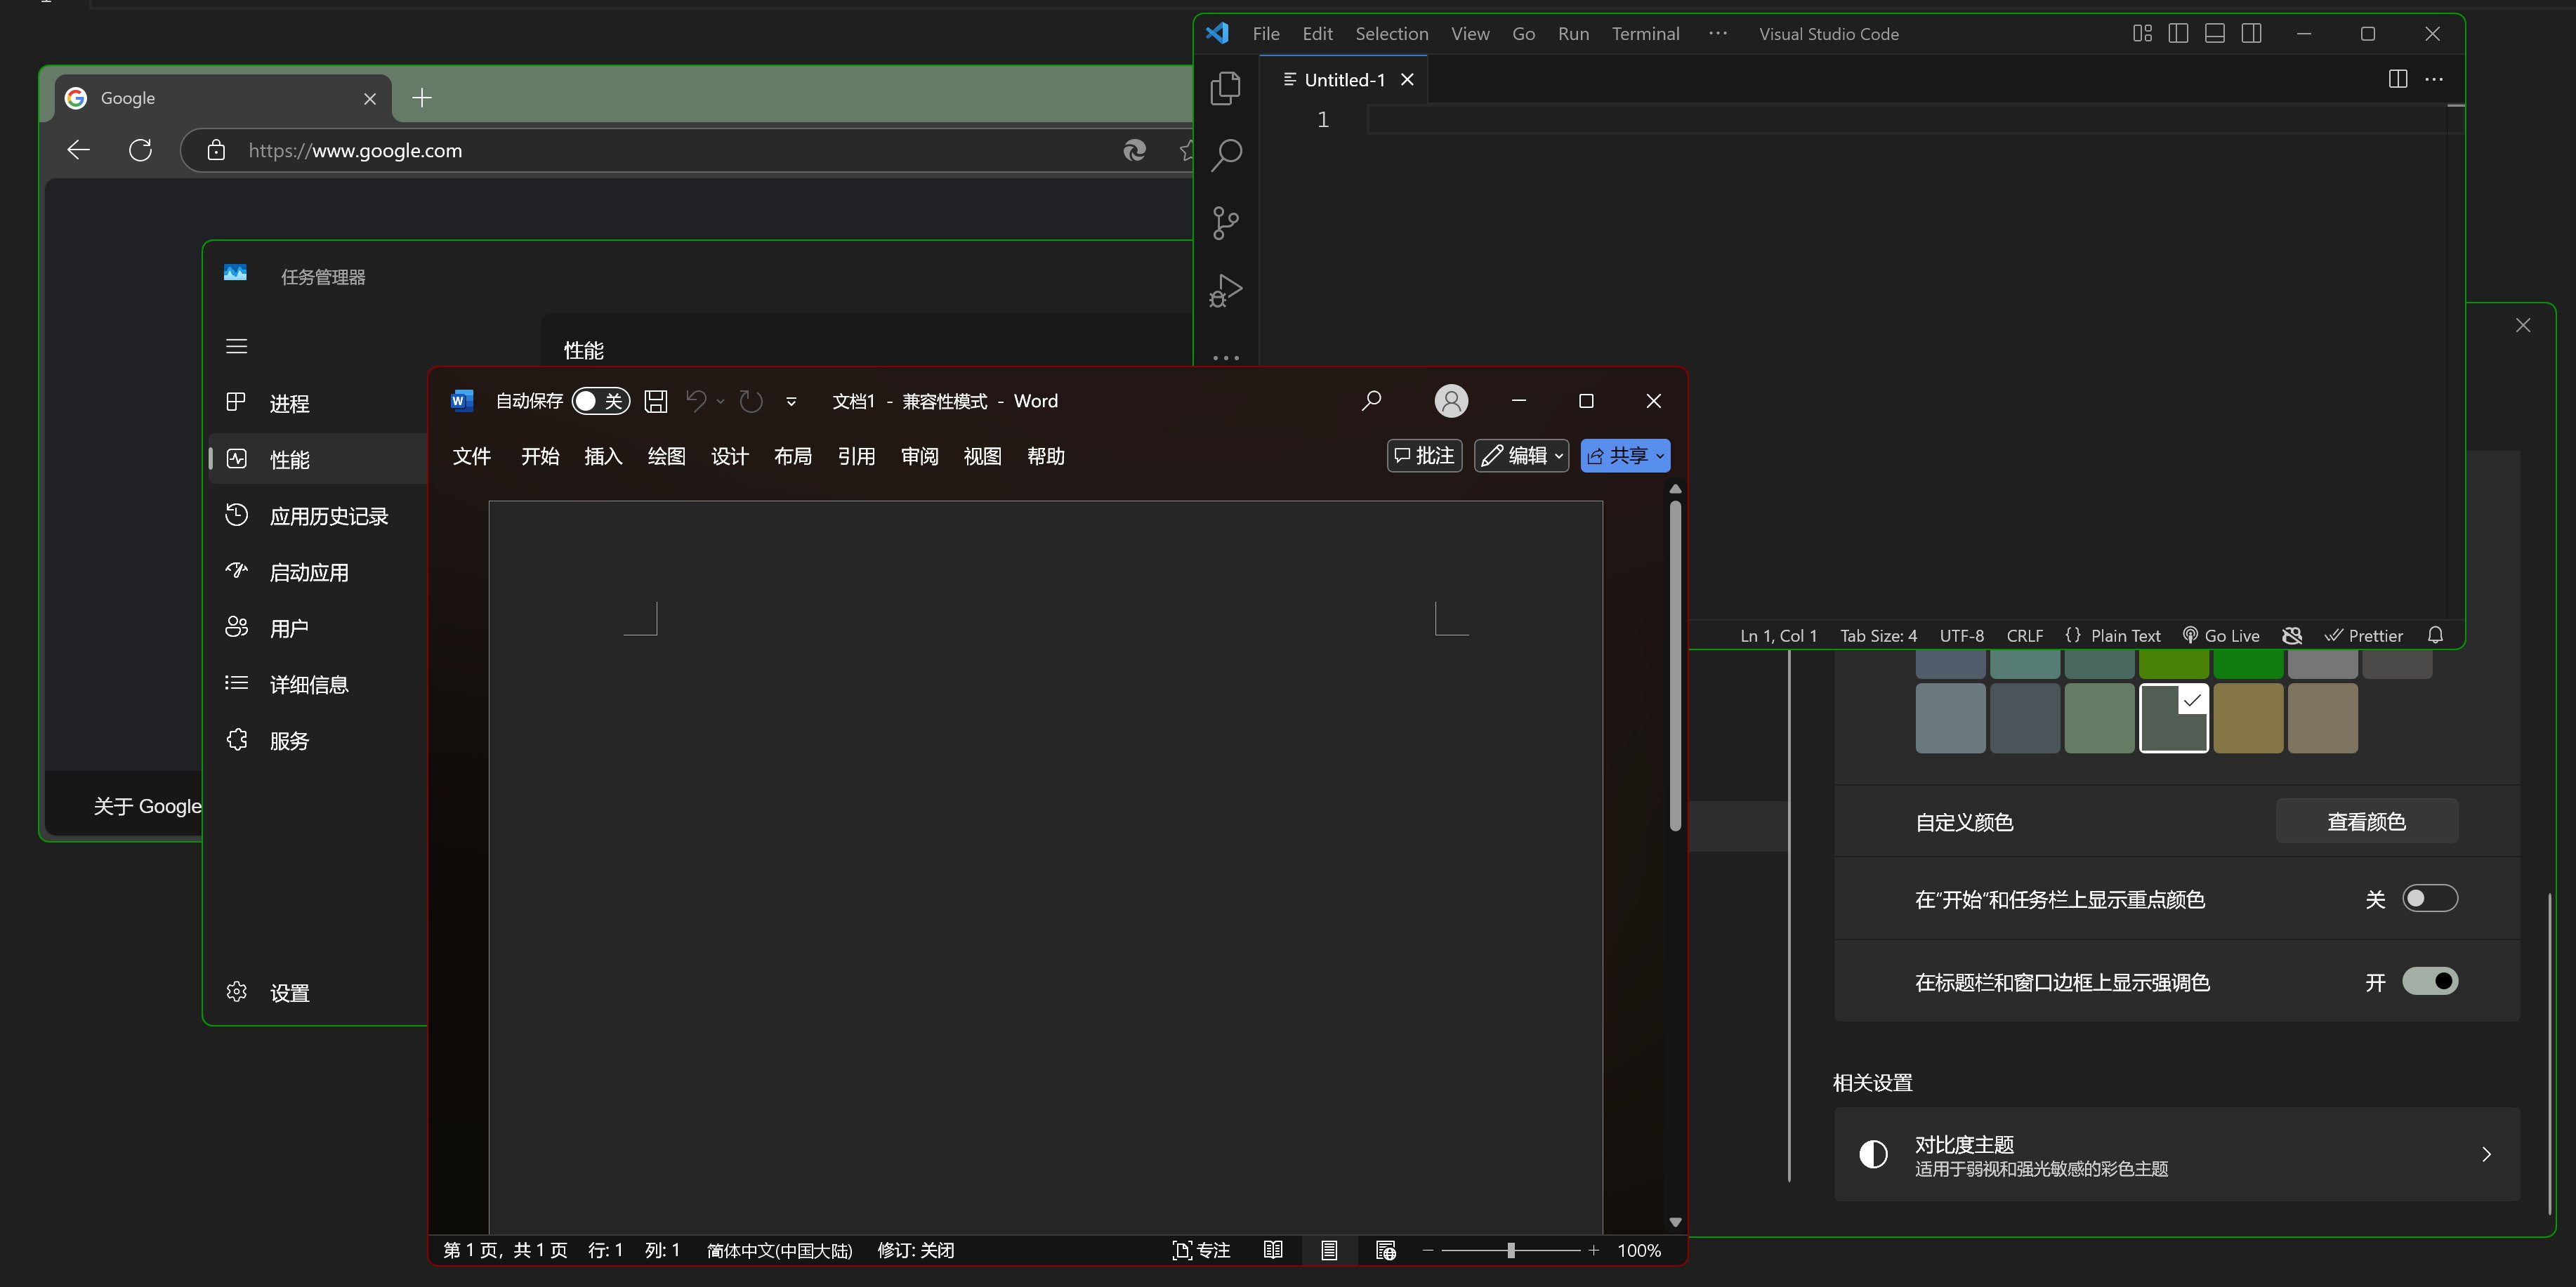 File Edit Selection View Go Run Terminal ··· Visual Studio Code
Untitled-1
1
Google
https://www.google.com
任务管理器
性能
进程
性能
应用历史记录
启动应用
用户
详细信息
服务
设置
关于 Google
自动保存 关 文档1 - 兼容性模式 - Word
文件 开始 插入 绘图 设计 布局 引用 审阅 视图 帮助 批注 编辑 共享
第 1 页, 共 1 页 行: 1 列: 1 简体中文(中国大陆) 修订: 关闭 专注 100%
Ln 1, Col 1 Tab Size: 4 UTF-8 CRLF {} Plain Text Go Live Prettier
自定义颜色 查看颜色
在"开始"和任务栏上显示重点颜色 关
在标题栏和窗口边框上显示强调色 开
相关设置
对比度主题
适用于弱视和强光敏感的彩色主题